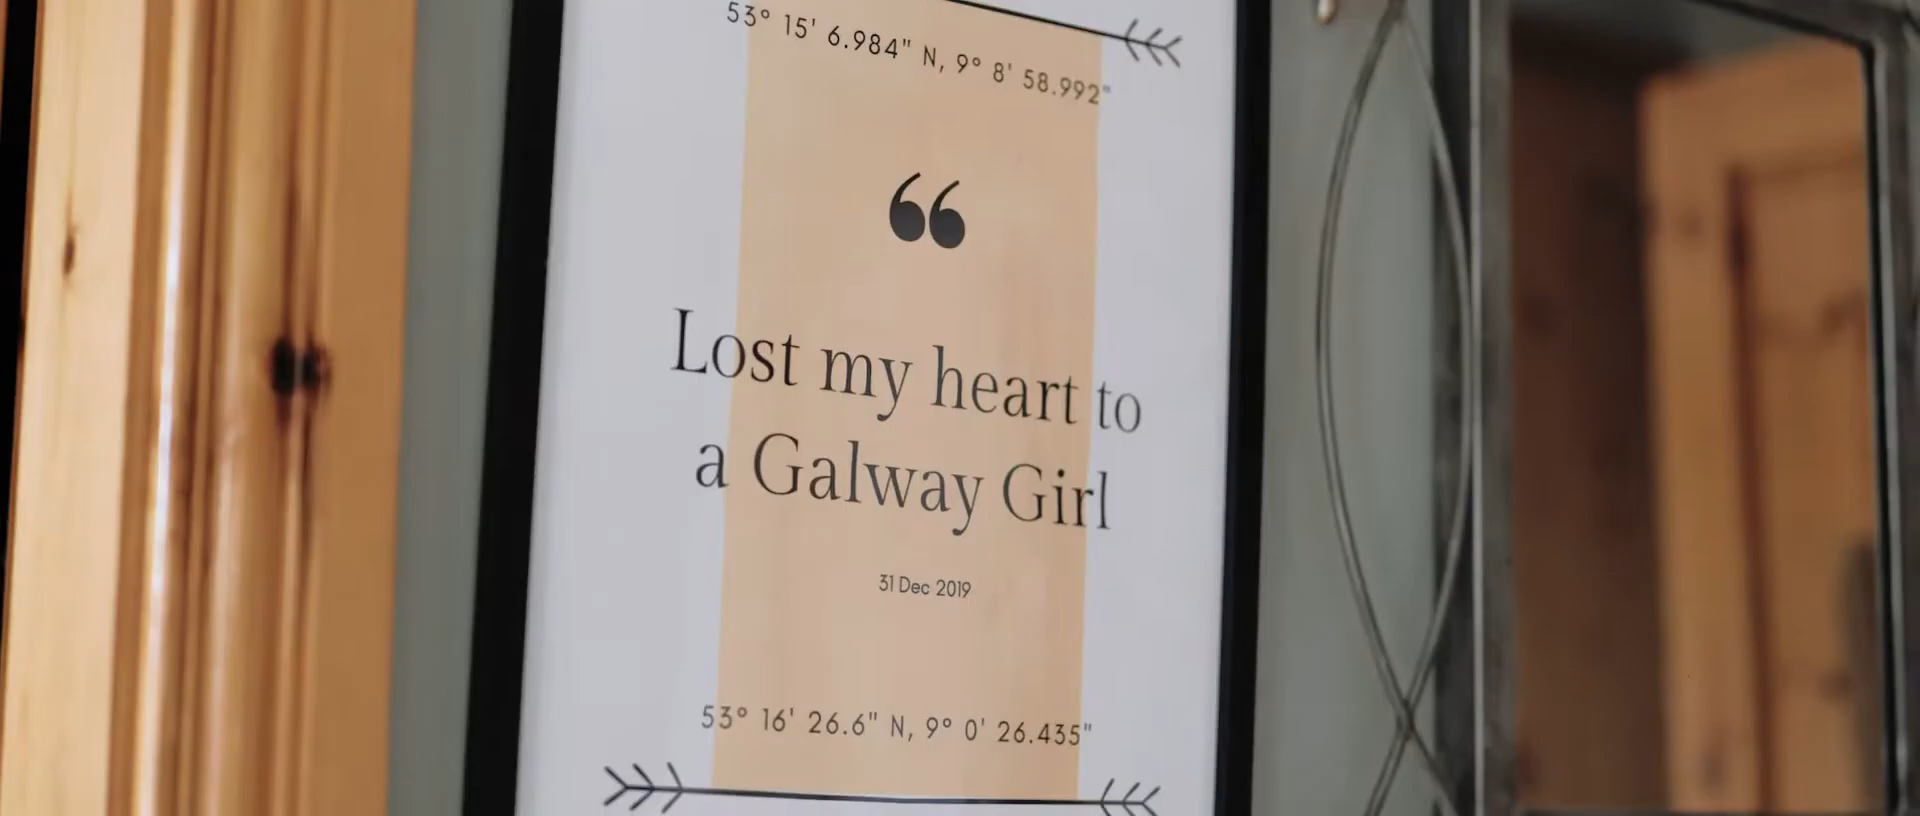 53° 15' 6.984" N, 9° 8' 58.992"
“
Lost my heart to
a Galway Girl
31 Dec 2019
53° 16' 26.6" N, 9° 0' 26.435"